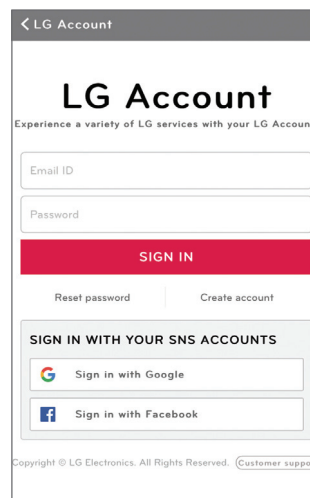 LG Account
LG Account
Experience a variety of LG services with your LG Accoun
Email ID
Password
SIGN IN
Reset password
Create account
SIGN IN WITH YOUR SNS ACCOUNTS
Sign in with Google
Sign in with Facebook
Copyright © LG Electronics. All Rights Reserved. Customer suppo